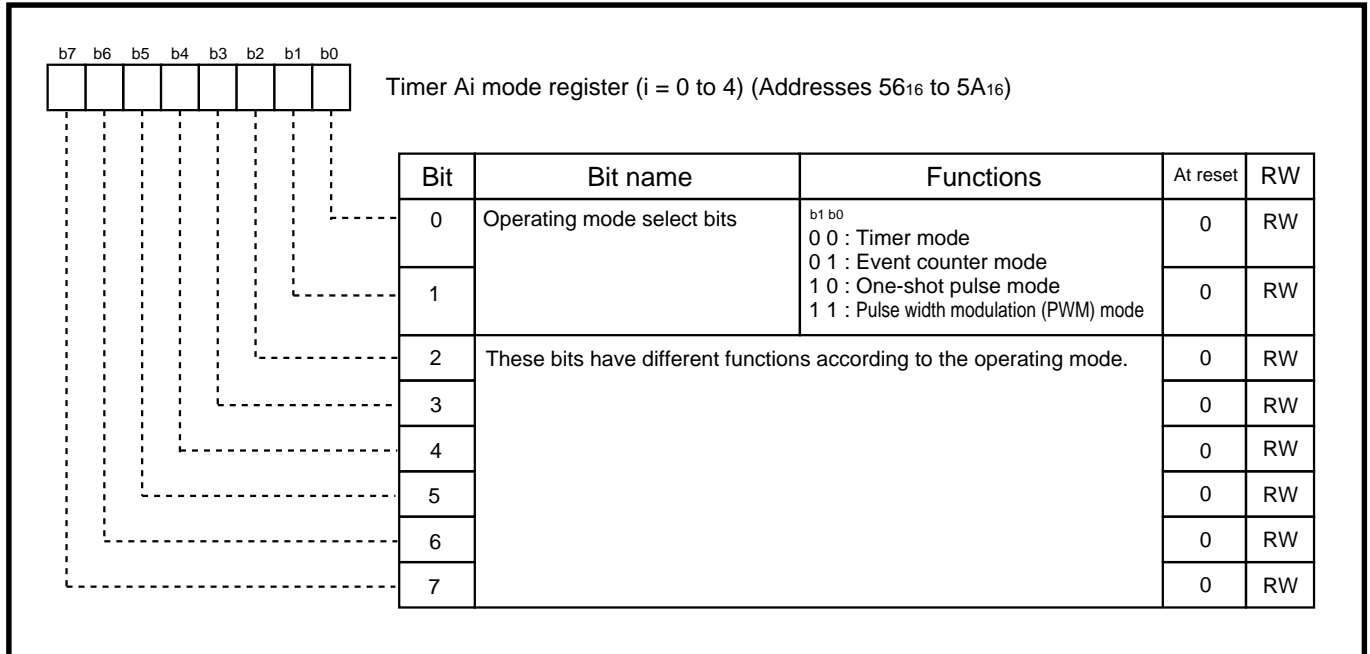 b7 b6 b5 b4 b3 b2 b1 b0
Timer Ai mode register (i = 0 to 4) (Addresses 5616 to 5A16)
Bit Bit name Functions At reset RW
0 Operating mode select bits b1 b0 0 RW
0 0 : Timer mode
0 1 : Event counter mode
1 1 0 : One-shot pulse mode 0 RW
1 1 : Pulse width modulation (PWM) mode
2 These bits have different functions according to the operating mode. 0 RW
3 0 RW
4 0 RW
5 0 RW
6 0 RW
7 0 RW